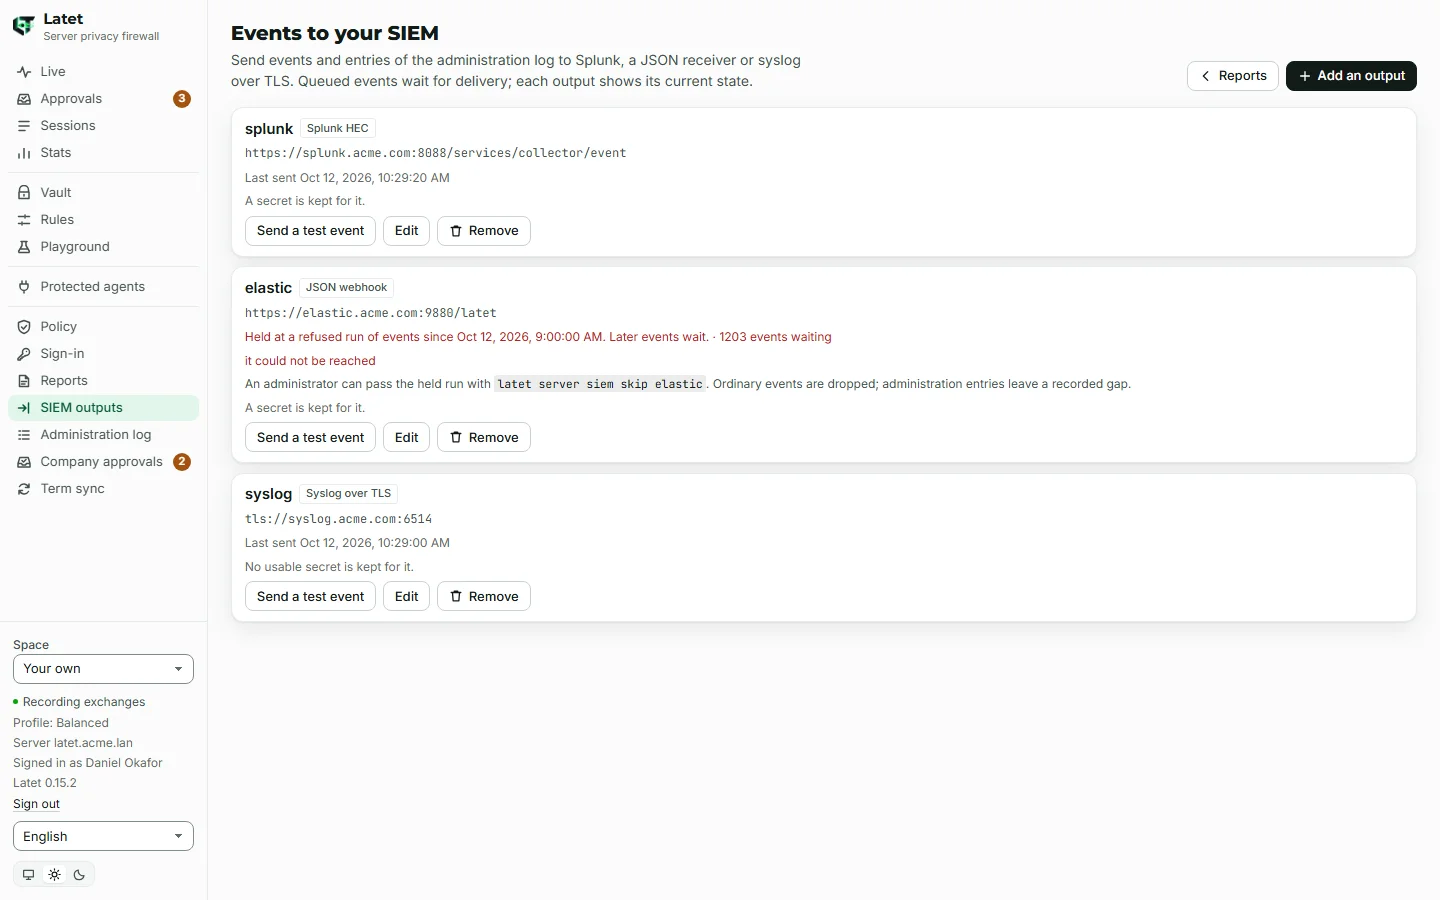 Latet
Server privacy firewall
Live
Approvals 3
Sessions
Stats
Vault
Rules
Playground
Protected agents
Policy
Sign-in
Reports
SIEM outputs
Administration log
Company approvals 2
Term sync
Space
Your own
Recording exchanges
Profile: Balanced
Server latet.acme.lan
Signed in as Daniel Okafor
Latet 0.15.2
Sign out
English
Events to your SIEM
Send events and entries of the administration log to Splunk, a JSON receiver or syslog
over TLS. Queued events wait for delivery; each output shows its current state.
Reports
Add an output
splunk Splunk HEC
https://splunk.acme.com:8088/services/collector/event
Last sent Oct 12, 2026, 10:29:20 AM
A secret is kept for it.
Send a test event Edit Remove
elastic JSON webhook
https://elastic.acme.com:9880/latet
Held at a refused run of events since Oct 12, 2026, 9:00:00 AM. Later events wait. · 1203 events waiting
it could not be reached
An administrator can pass the held run with latet server siem skip elastic. Ordinary events are dropped; administration entries leave a recorded gap.
A secret is kept for it.
Send a test event Edit Remove
syslog Syslog over TLS
tls://syslog.acme.com:6514
Last sent Oct 12, 2026, 10:29:00 AM
No usable secret is kept for it.
Send a test event Edit Remove